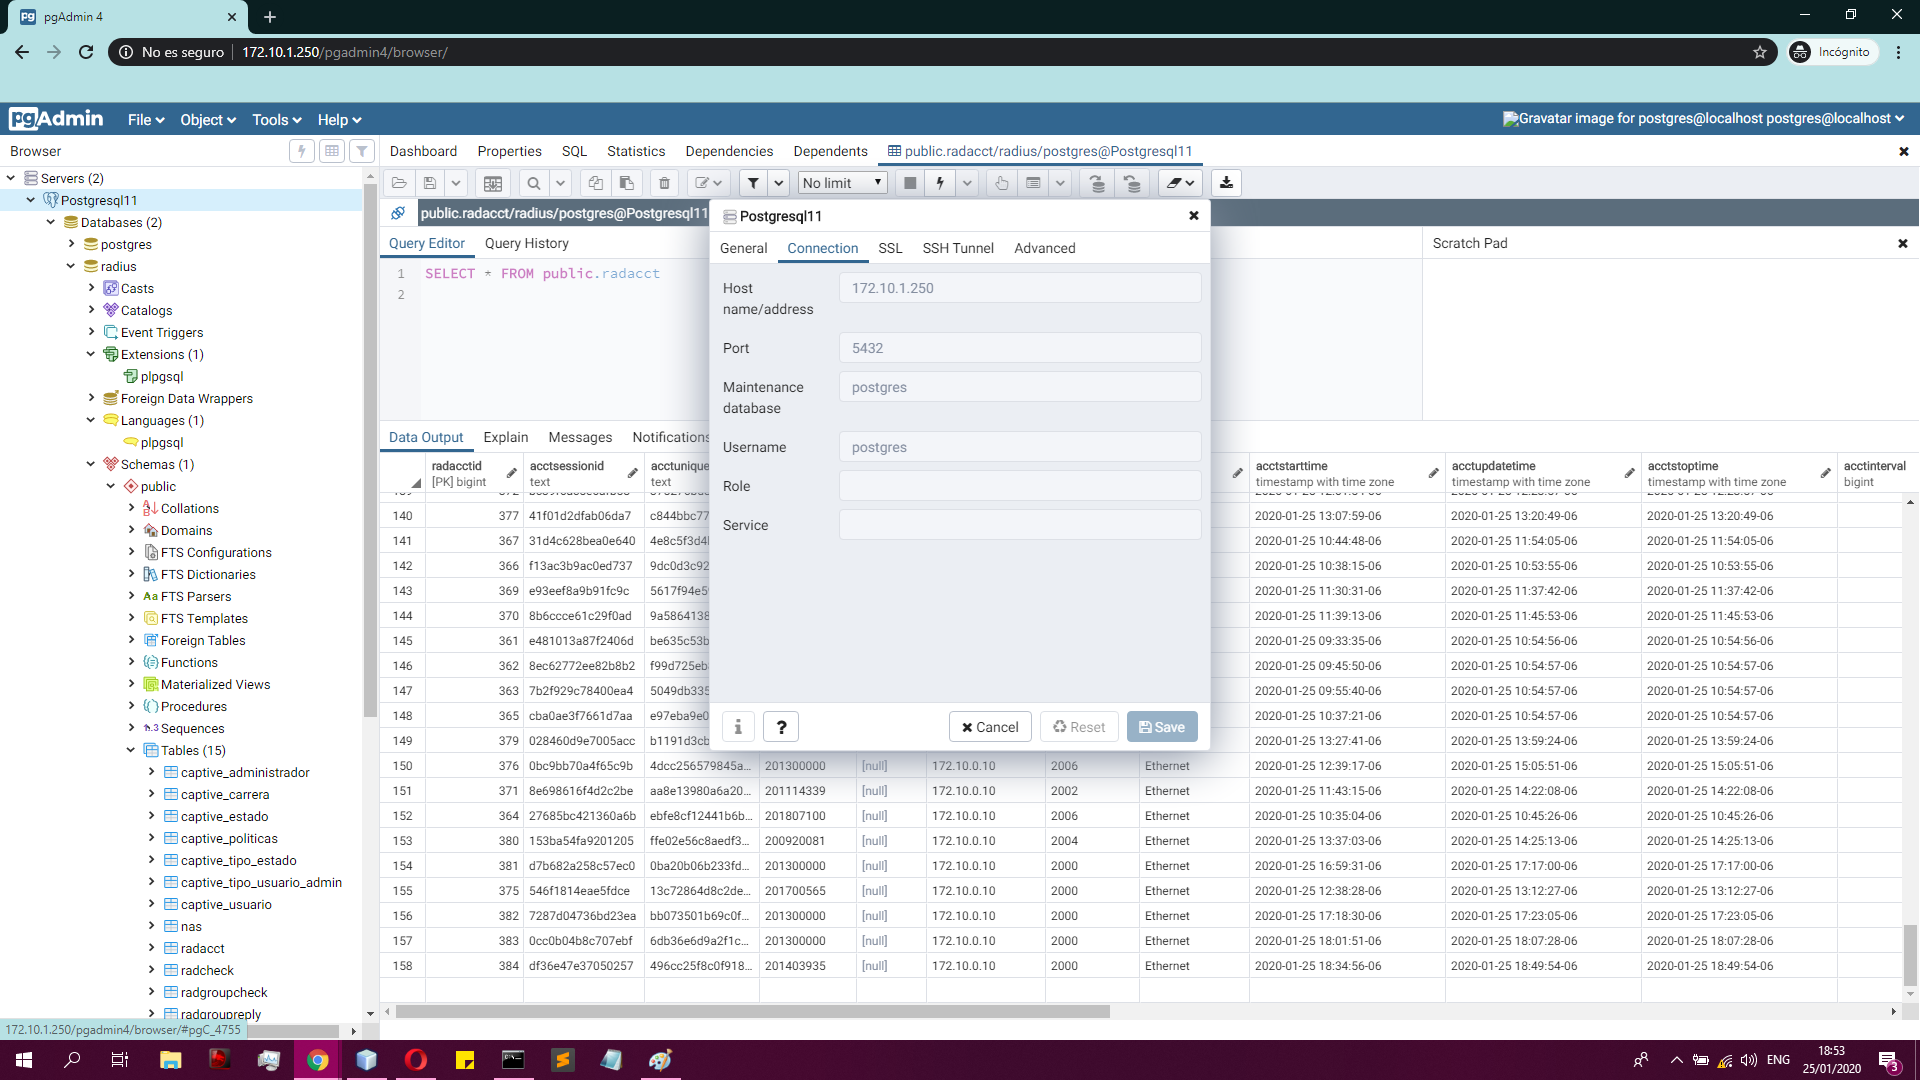 pgAdmin 4
No es seguro
172.10.1.250/pgadmin4/browser/
Incógnito
pgAdmin File Object Tools Help
Gravatar image for postgres@localhost postgres@localhost
Browser
Dashboard Properties SQL Statistics Dependencies Dependents public.radacct/radius/postgres@Postgresql11
No limit
public.radacct/radius/postgres@Postgresql11
Query Editor Query History
Scratch Pad
1 SELECT * FROM public.radacct
2
Servers (2)
Postgresql11
Databases (2)
postgres
radius
Casts
Catalogs
Event Triggers
Extensions (1)
plpgsql
Foreign Data Wrappers
Languages (1)
plpgsql
Schemas (1)
public
Collations
Domains
FTS Configurations
FTS Dictionaries
FTS Parsers
FTS Templates
Foreign Tables
Functions
Materialized Views
Procedures
Sequences
Tables (15)
captive_administrador
captive_carrera
captive_estado
captive_politicas
captive_tipo_estado
captive_tipo_usuario_admin
captive_usuario
nas
radacct
radcheck
radgroupcheck
radgroupreply
172.10.1.250/pgadmin4/browser/#pgC_4755
Postgresql11
General Connection SSL SSH Tunnel Advanced
Host name/address 172.10.1.250
Port 5432
Maintenance database postgres
Username postgres
Role
Service
Cancel Reset Save
Data Output Explain Messages Notifications
radacctid acctsessionid acctunique acctstarttime acctupdatetime acctstoptime acctinterval
[PK] bigint text text timestamp with time zone timestamp with time zone timestamp with time zone bigint
140 377 41f01d2dfab06da7 c844bbc77 2020-01-25 13:07:59-06 2020-01-25 13:20:49-06 2020-01-25 13:20:49-06
141 367 31d4c628bea0e640 4e8c5f3d4 2020-01-25 10:44:48-06 2020-01-25 11:54:05-06 2020-01-25 11:54:05-06
142 366 f13ac3b9ac0ed737 9dc0d3c92 2020-01-25 10:38:15-06 2020-01-25 10:53:55-06 2020-01-25 10:53:55-06
143 369 e93eef8a9b91fc9c 5617f94e5 2020-01-25 11:30:31-06 2020-01-25 11:37:42-06 2020-01-25 11:37:42-06
144 370 8b6ccce61c29f0ad 9a5864138 2020-01-25 11:39:13-06 2020-01-25 11:45:53-06 2020-01-25 11:45:53-06
145 361 e481013a87f2406d be635c53b 2020-01-25 09:33:35-06 2020-01-25 10:54:56-06 2020-01-25 10:54:56-06
146 362 8ec62772ee82b8b2 f99d725eb 2020-01-25 09:45:50-06 2020-01-25 10:54:57-06 2020-01-25 10:54:57-06
147 363 7b2f929c78400ea4 5049db335 2020-01-25 09:55:40-06 2020-01-25 10:54:57-06 2020-01-25 10:54:57-06
148 365 cba0ae3f7661d7aa e97eba9e0 2020-01-25 10:37:21-06 2020-01-25 10:54:57-06 2020-01-25 10:54:57-06
149 379 028460d9e7005acc b1191d3cb 2020-01-25 13:27:41-06 2020-01-25 13:59:24-06 2020-01-25 13:59:24-06
150 376 0bc9bb70a4f65c9b 4dcc256579845a... 201300000 [null] 172.10.0.10 2006 Ethernet 2020-01-25 12:39:17-06 2020-01-25 15:05:51-06 2020-01-25 15:05:51-06
151 371 8e698616f4d2c2be aa8e13980a6a20... 201114339 [null] 172.10.0.10 2002 Ethernet 2020-01-25 11:43:15-06 2020-01-25 14:22:08-06 2020-01-25 14:22:08-06
152 364 27685bc421360a6b ebfe8cf12441b6b... 201807100 [null] 172.10.0.10 2006 Ethernet 2020-01-25 10:35:04-06 2020-01-25 10:45:26-06 2020-01-25 10:45:26-06
153 380 153ba54fa9201205 ffe02e56c8aedf3... 200920081 [null] 172.10.0.10 2004 Ethernet 2020-01-25 13:37:03-06 2020-01-25 14:25:13-06 2020-01-25 14:25:13-06
154 381 d7b682a258c57ec0 0ba20b06b233fd... 201300000 [null] 172.10.0.10 2000 Ethernet 2020-01-25 16:59:31-06 2020-01-25 17:17:00-06 2020-01-25 17:17:00-06
155 375 546f1814eae5fdce 13c72864d8c2de... 201700565 [null] 172.10.0.10 2000 Ethernet 2020-01-25 12:38:28-06 2020-01-25 13:12:27-06 2020-01-25 13:12:27-06
156 382 7287d04736bd23ea bb073501b69c0f... 201300000 [null] 172.10.0.10 2000 Ethernet 2020-01-25 17:18:30-06 2020-01-25 17:23:05-06 2020-01-25 17:23:05-06
157 383 0cc0b04b8c707ebf 6db36e6d9a2f1c... 201300000 [null] 172.10.0.10 2000 Ethernet 2020-01-25 18:01:51-06 2020-01-25 18:07:28-06 2020-01-25 18:07:28-06
158 384 df36e47e37050257 496cc25f8c0f918... 201403935 [null] 172.10.0.10 2000 Ethernet 2020-01-25 18:34:56-06 2020-01-25 18:49:54-06 2020-01-25 18:49:54-06
ENG
18:53
25/01/2020
3